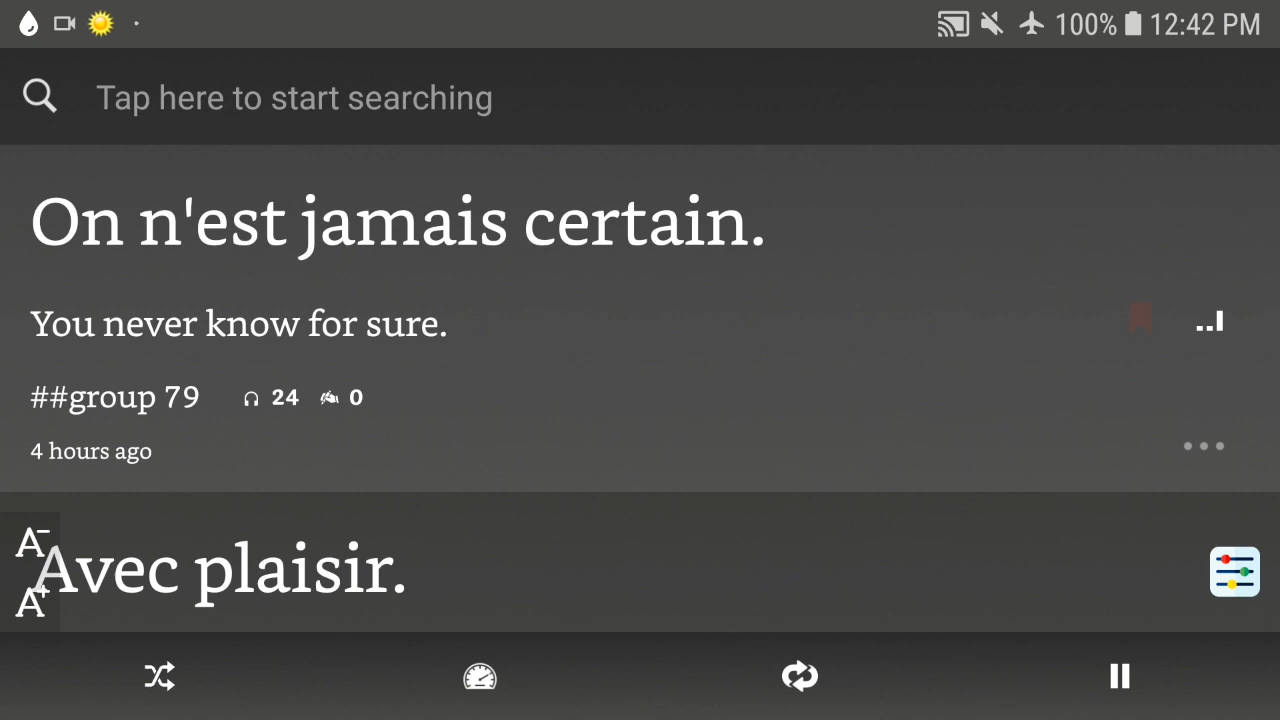 100% 12:42 PM
Tap here to start searching
On n'est jamais certain.
You never know for sure.
##group 79 24 0
4 hours ago
A-
Avec plaisir.
A+